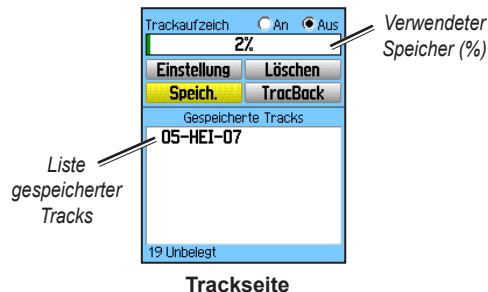 Trackaufzeich An Aus
2%
Einstellung Löschen
Speich. TracBack
Gespeicherte Tracks
05-HEI-07
19 Unbelegt
Verwendeter
Speicher (%)
Liste
gespeicherter
Tracks
Trackseite